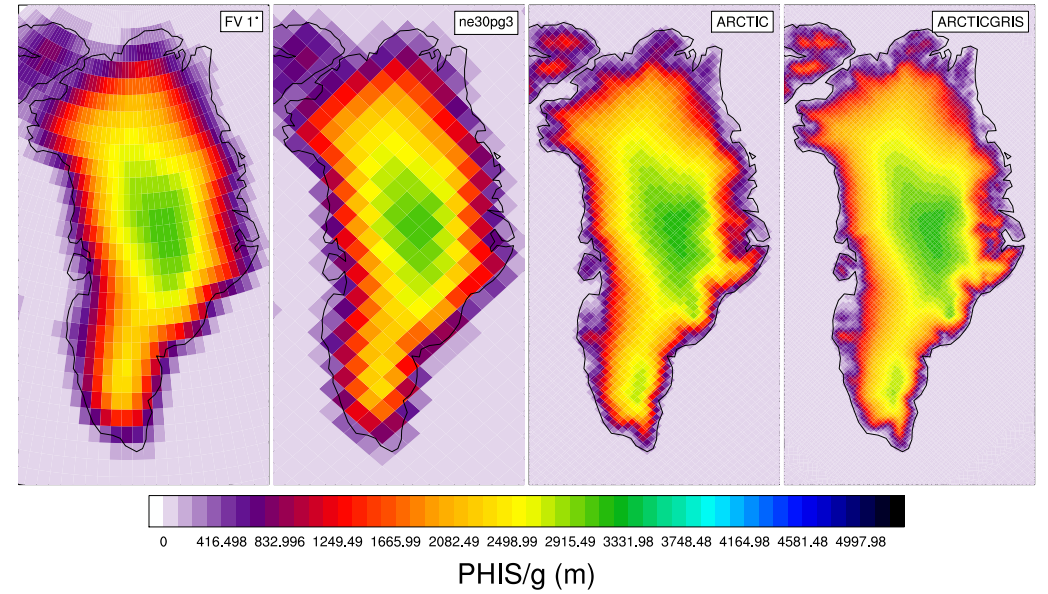 FV 1° ne30pg3 ARCTIC ARCTICGRIS
0 416.498 832.996 1249.49 1665.99 2082.49 2498.99 2915.49 3331.98 3748.48 4164.98 4581.48 4997.98
PHIS/g (m)